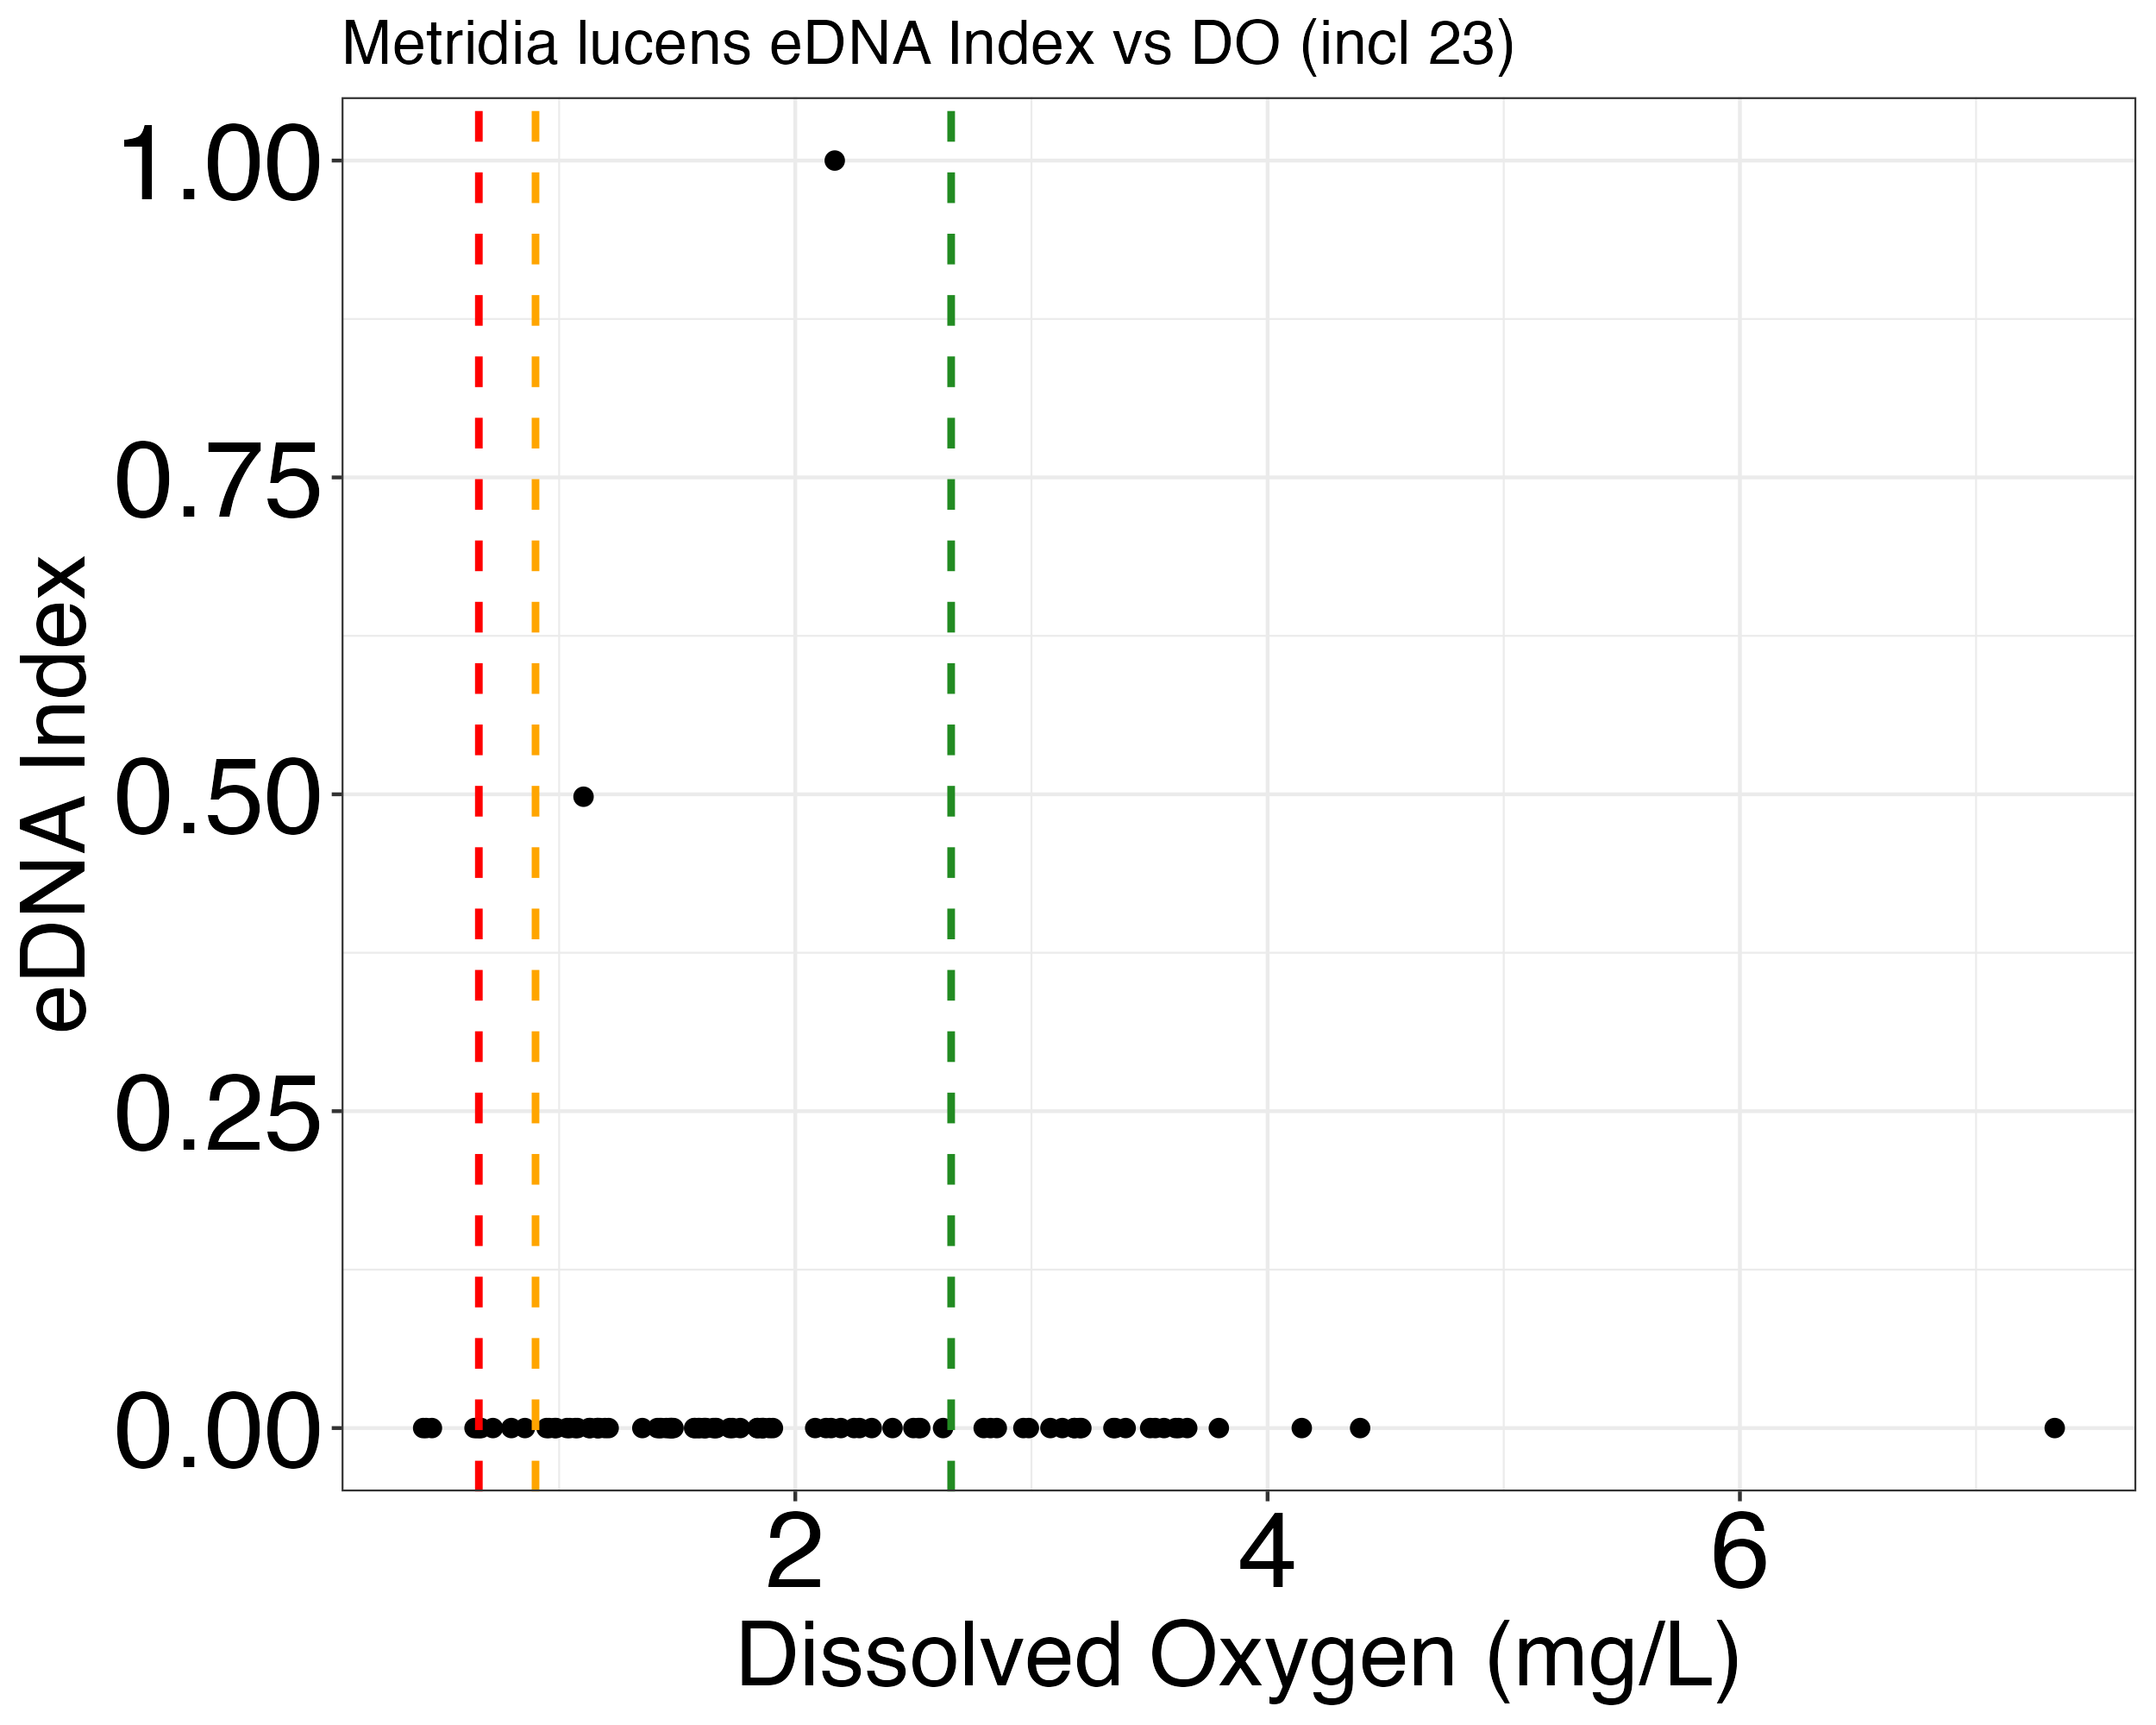 Metridia lucens eDNA Index vs DO (incl 23)
1.00
0.75
0.50
0.25
0.00
eDNA Index
2 4 6
Dissolved Oxygen (mg/L)